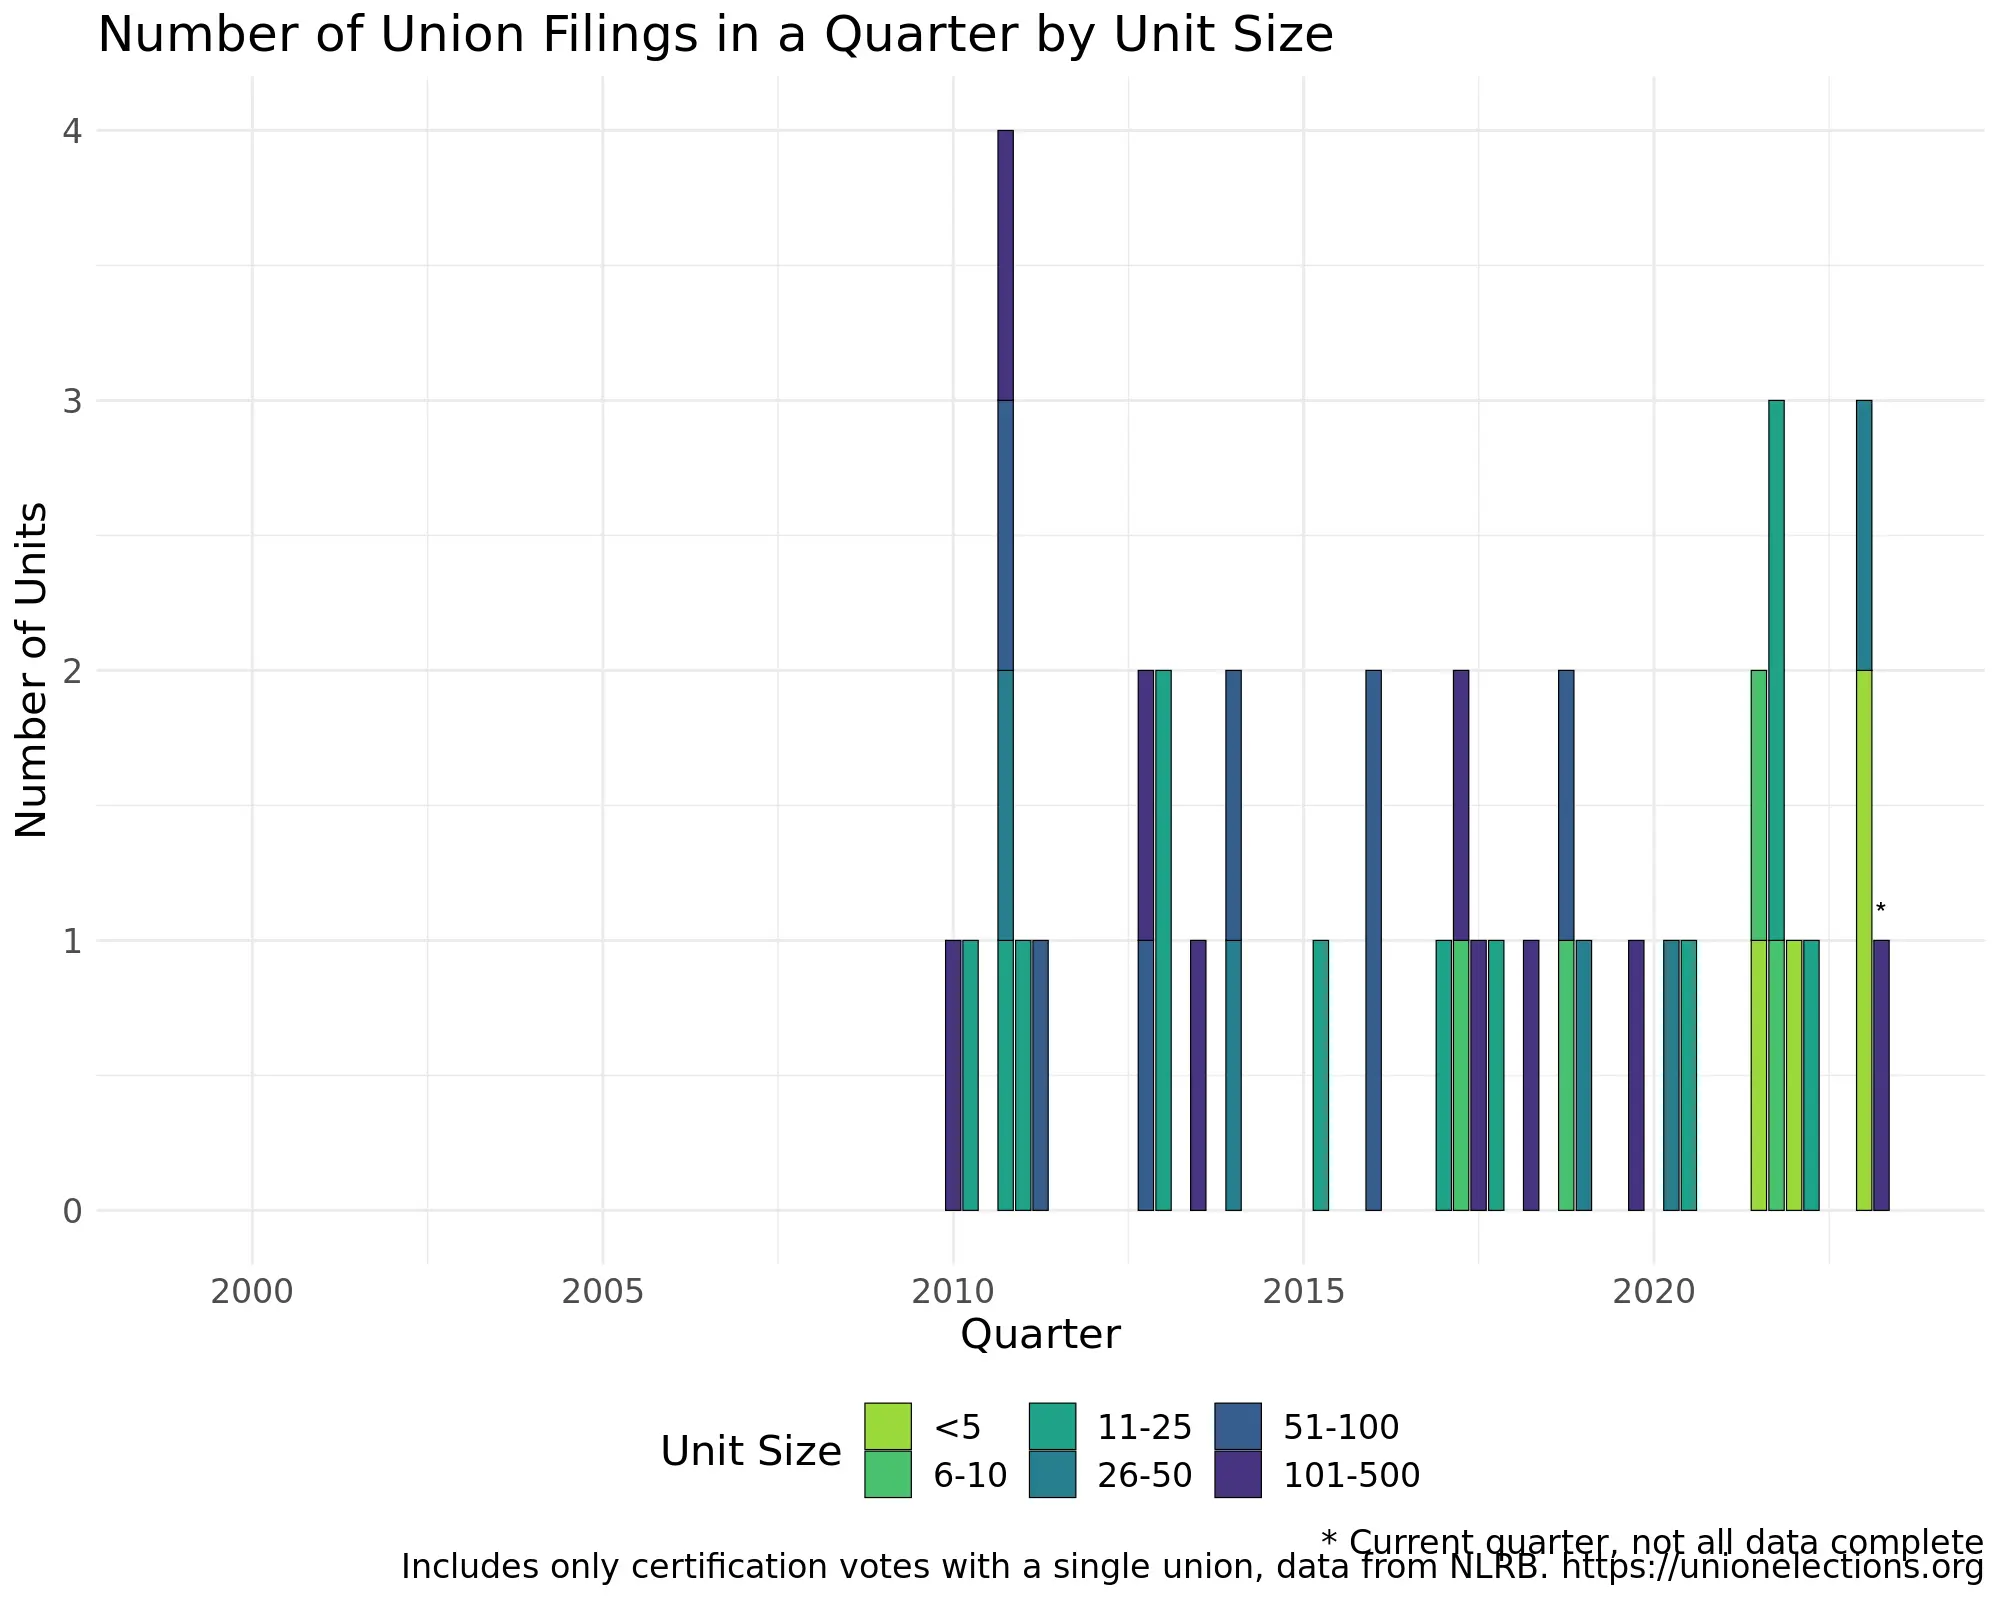 Number of Union Filings in a Quarter by Unit Size
Number of Units
4
3
2
1
0
*
2000 2005 2010 2015 2020
Quarter
Unit Size
<5 11-25 51-100
6-10 26-50 101-500
* Current quarter, not all data complete
Includes only certification votes with a single union, data from NLRB. https://unionelections.org